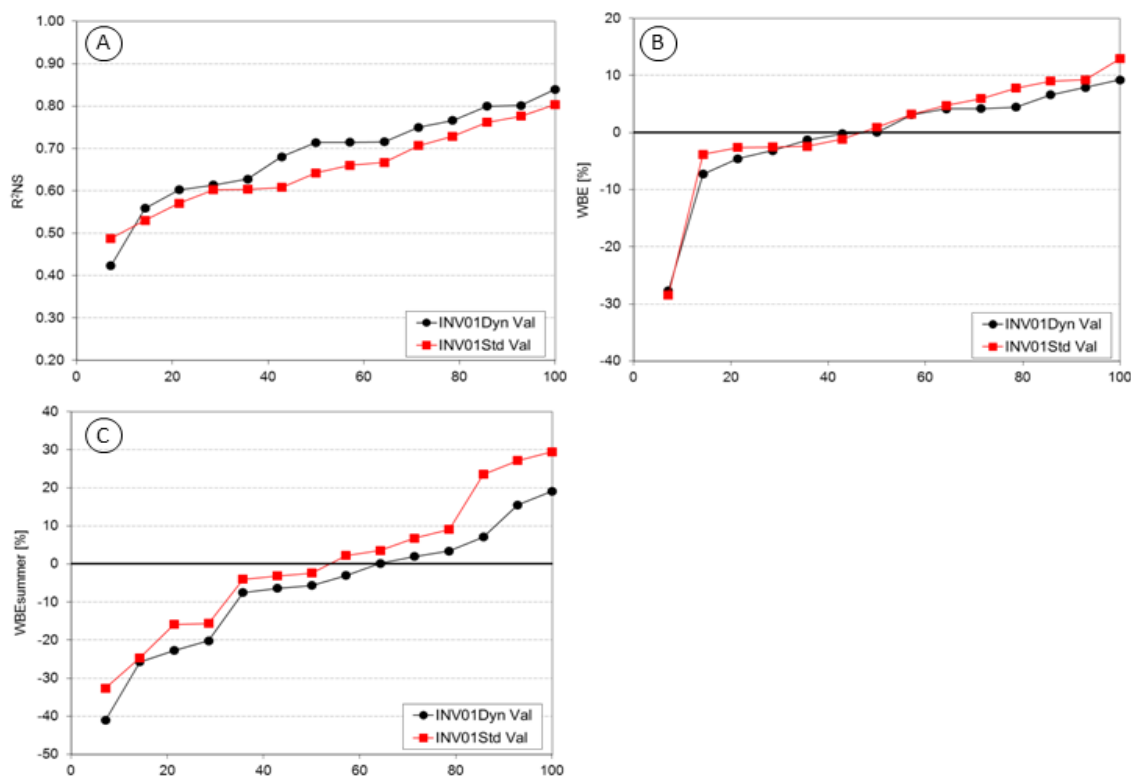 A
1.00
0.90
0.80
0.70
0.60
0.50
0.40
0.30
0.20
R²NS
INV01Dyn Val
INV01Std Val
0 20 40 60 80 100
B
20
10
0
-10
-20
-30
-40
WBE [%]
INV01Dyn Val
INV01Std Val
0 20 40 60 80 100
C
40
30
20
10
0
-10
-20
-30
-40
-50
WBEsummer [%]
INV01Dyn Val
INV01Std Val
0 20 40 60 80 100